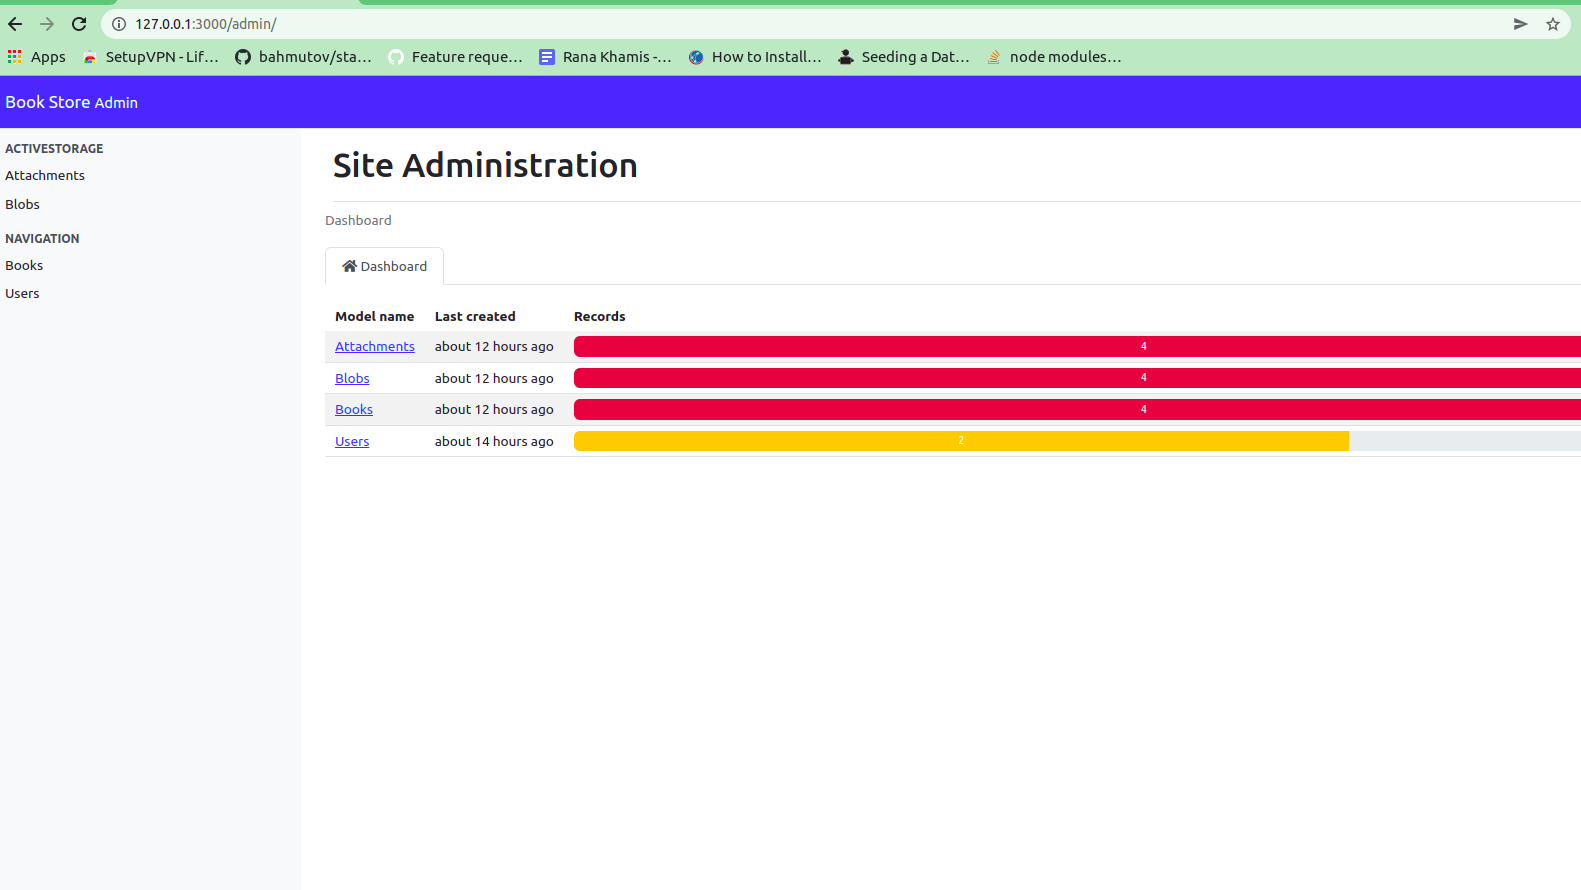 127.0.0.1:3000/admin/
Apps SetupVPN - Lif... bahmutov/sta... Feature reque... Rana Khamis -... How to Install... Seeding a Dat... node modules...
Book Store Admin
ACTIVESTORAGE
Attachments
Blobs
NAVIGATION
Books
Users
Site Administration
Dashboard
Dashboard
Model name Last created Records
Attachments about 12 hours ago 4
Blobs about 12 hours ago 4
Books about 12 hours ago 4
Users about 14 hours ago 2